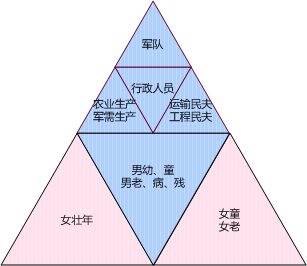 军队
行政人员
农业生产
军需生产
运输民夫
工程民夫
男幼、童
男老、病、残
女壮年
女童
女老